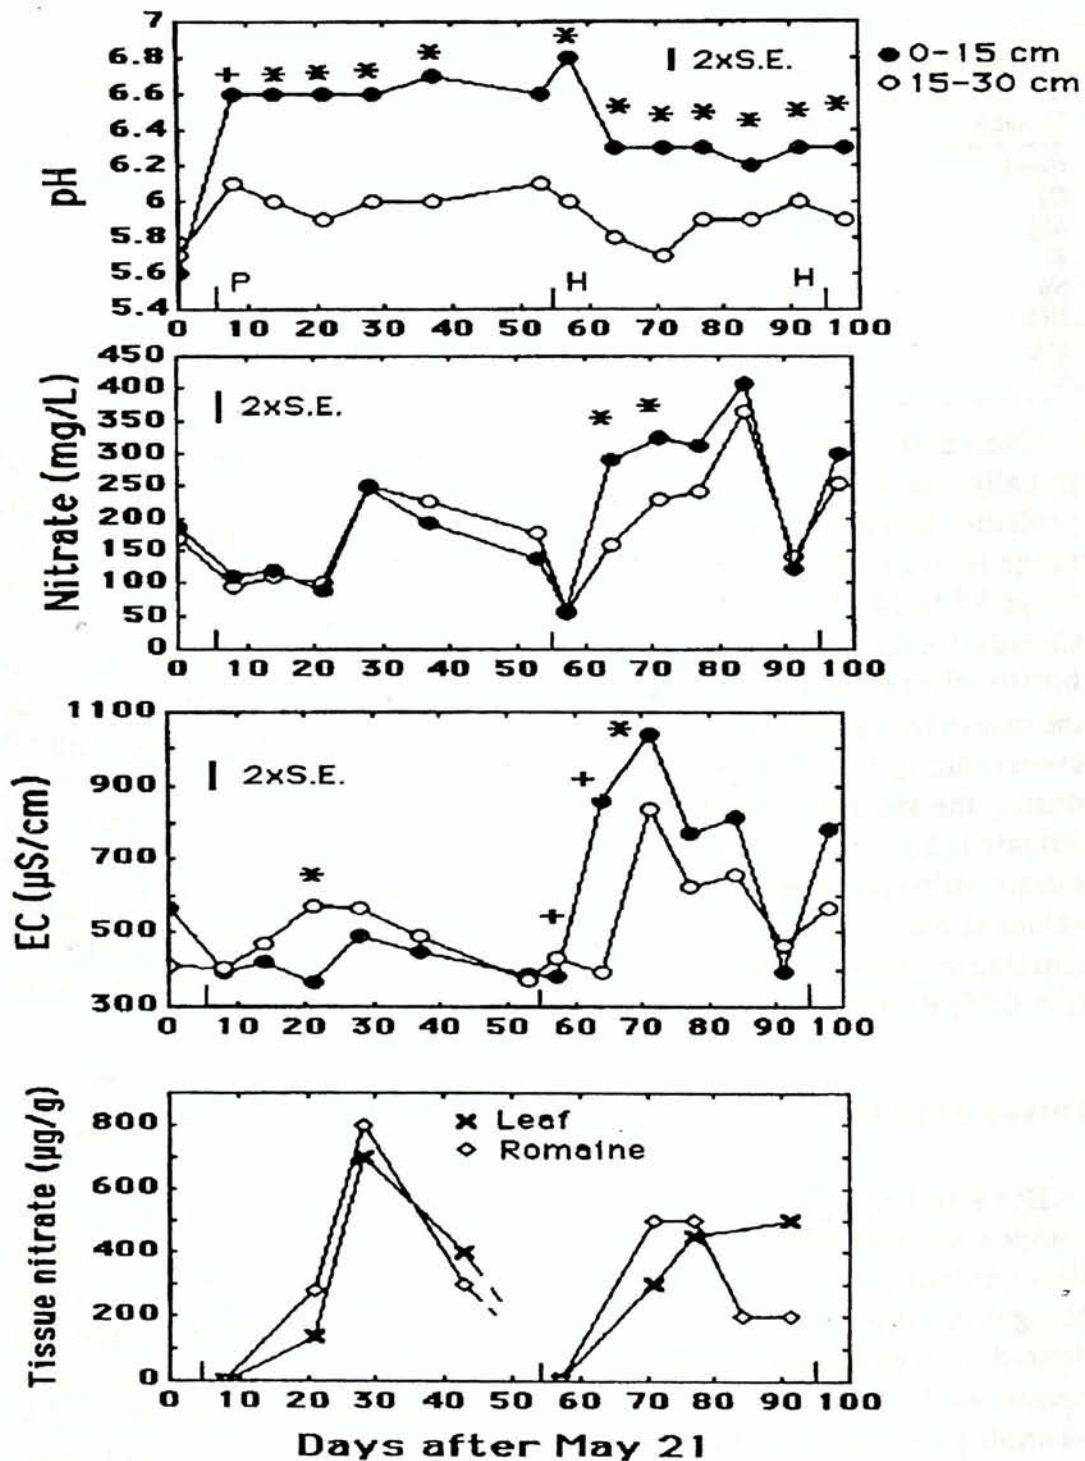 7
6.8
6.6
6.4
6.2
6
5.8
5.6
5.4
pH
2xS.E.
0-15 cm
15-30 cm
P
H
H
0 10 20 30 40 50 60 70 80 90 100
450
400
350
300
250
200
150
100
50
0
Nitrate (mg/L)
2xS.E.
0 10 20 30 40 50 60 70 80 90 100
1100
900
700
500
300
EC (µS/cm)
2xS.E.
0 10 20 30 40 50 60 70 80 90 100
800
600
400
200
0
Tissue nitrate (µg/g)
Leaf
Romaine
0 10 20 30 40 50 60 70 80 90 100
Days after May 21